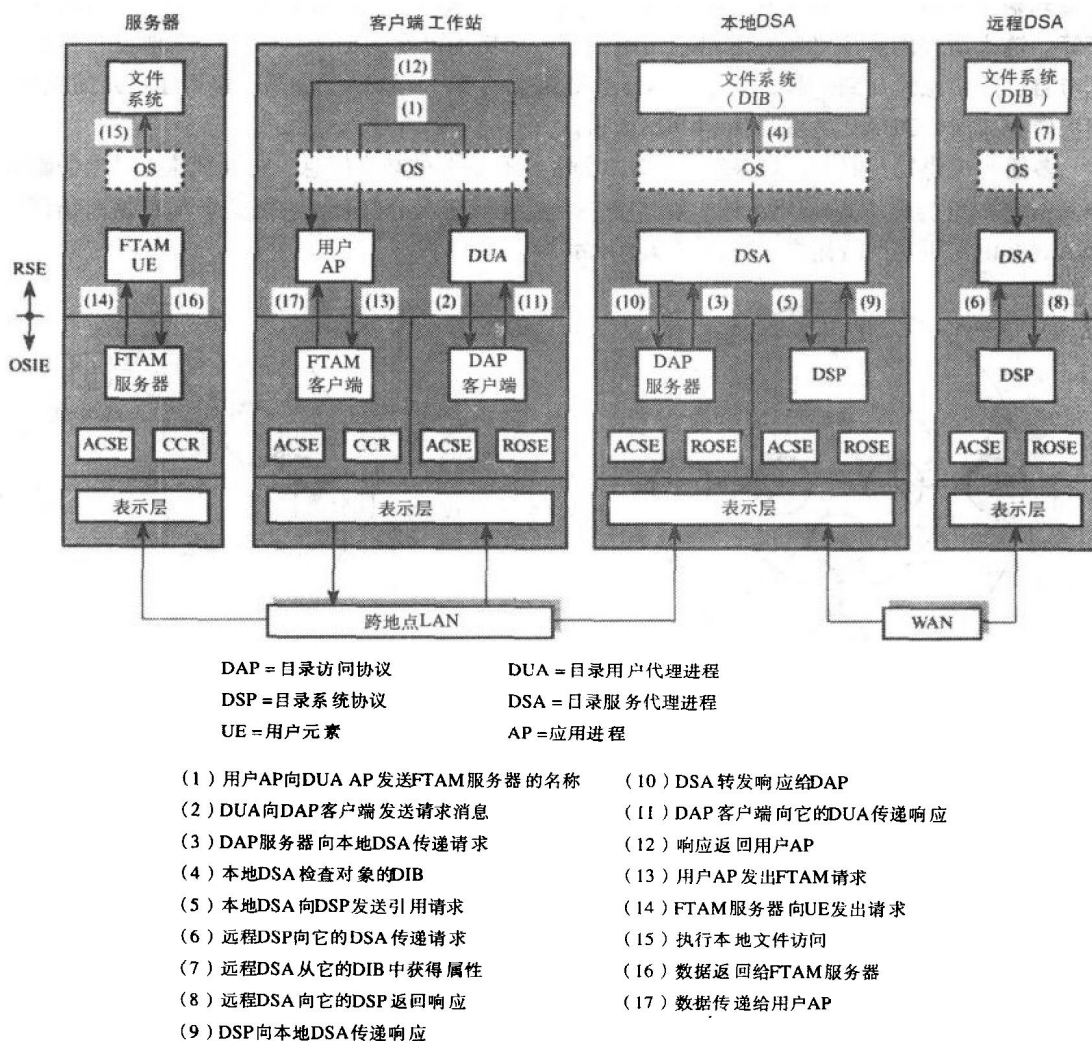 服务器 客户端工作站 本地DSA 远程DSA
文件
系统
(15)
OS
FTAM
UE
(14) (16)
FTAM
服务器
ACSE CCR
表示层
RSE
OSIE
(12)
(1)
OS
用户
AP
DUA
(17) (13) (2) (11)
FTAM
客户端
DAP
客户端
ACSE CCR ACSE ROSE
表示层
文件系统
(DIB)
(4)
OS
DSA
(10) (3) (5) (9)
DAP
服务器
DSP
ACSE ROSE ACSE ROSE
表示层
文件系统
(DIB)
(7)
OS
DSA
(6) (8)
DSP
ACSE ROSE
表示层
跨地点LAN
WAN
DAP =目录访问协议 DUA =目录用户代理进程
DSP =目录系统协议 DSA =目录服务代理进程
UE =用户元素 AP =应用进程
(1)用户AP向DUA AP发送FTAM服务器的名称
(2)DUA向DAP客户端发送请求消息
(3)DAP服务器向本地DSA传递请求
(4)本地DSA检查对象的DIB
(5)本地DSA向DSP发送引用请求
(6)远程DSP向它的DSA传递请求
(7)远程DSA从它的DIB中获得属性
(8)远程DSA向它的DSP返回响应
(9)DSP向本地DSA传递响应
(10)DSA转发响应给DAP
(11)DAP客户端向它的DUA传递响应
(12)响应返回用户AP
(13)用户AP发出FTAM请求
(14)FTAM服务器向UE发出请求
(15)执行本地文件访问
(16)数据返回给FTAM服务器
(17)数据传递给用户AP